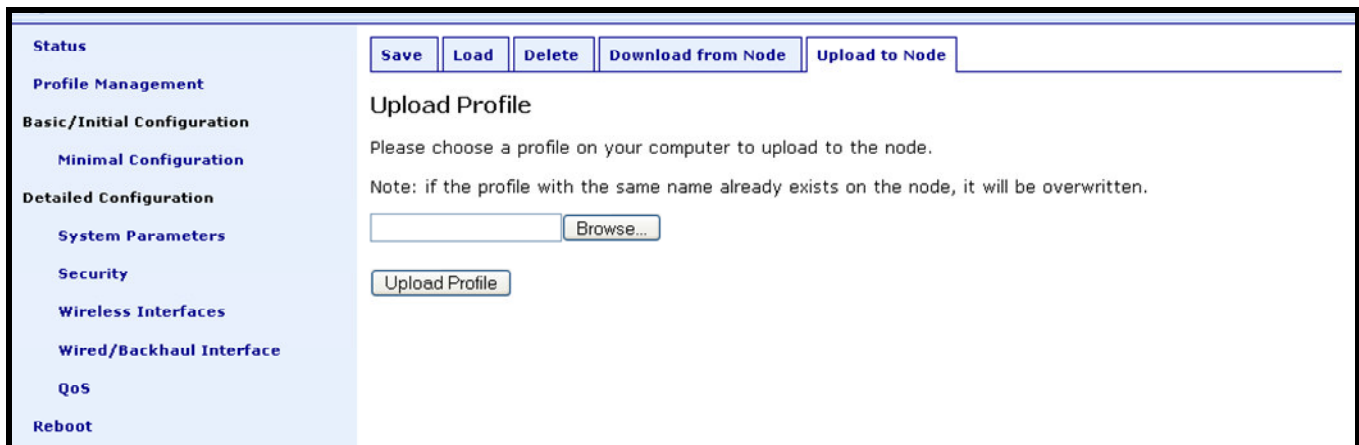 Status
Profile Management
Basic/Initial Configuration
Minimal Configuration
Detailed Configuration
System Parameters
Security
Wireless Interfaces
Wired/Backhaul Interface
QoS
Reboot
Save Load Delete Download from Node Upload to Node
Upload Profile
Please choose a profile on your computer to upload to the node.
Note: if the profile with the same name already exists on the node, it will be overwritten.
Browse...
Upload Profile